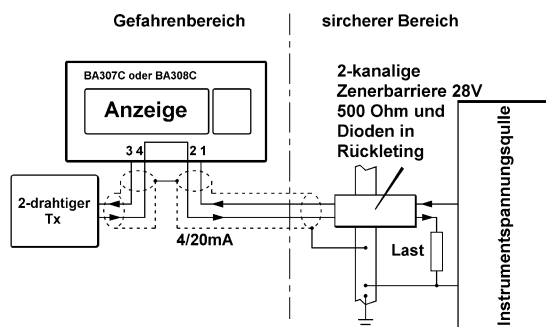 Gefahrenbereich
sircherer Bereich
BA307C oder BA308C
Anzeige
3 4
2 1
2-kanalige
Zenerbarriere 28V
500 Ohm und
Dioden in
Rückleting
2-drahtiger
Tx
4/20mA
Last
Instrumentspannungsqulle